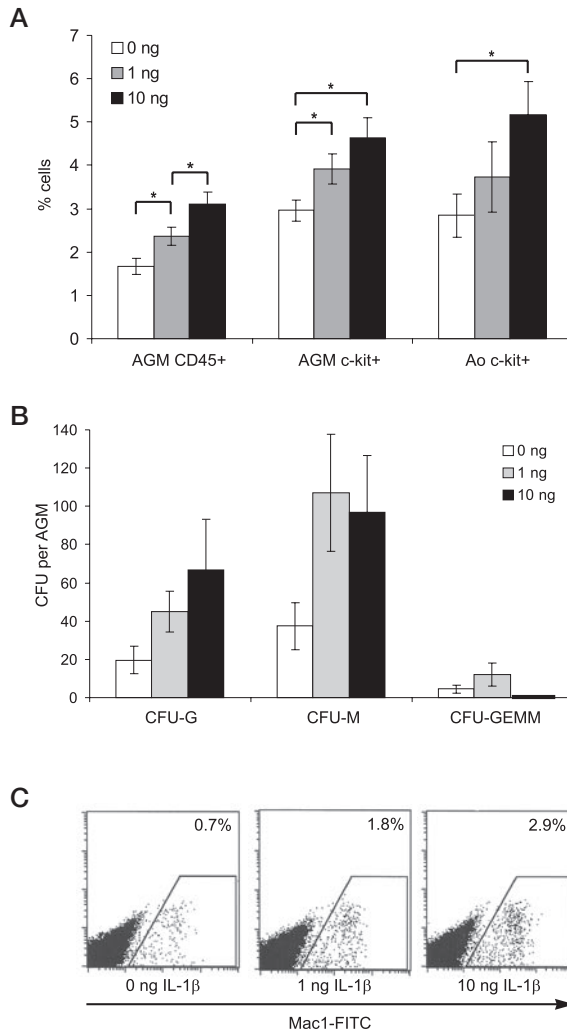 A
7
6
5
4
3
2
1
0
% cells
0 ng
1 ng
10 ng
*
*
*
*
*
AGM CD45+
AGM c-kit+
Ao c-kit+
B
140
120
100
80
60
40
20
0
CFU per AGM
0 ng
1 ng
10 ng
CFU-G
CFU-M
CFU-GEMM
C
0.7%
1.8%
2.9%
0 ng IL-1β
1 ng IL-1β
10 ng IL-1β
Mac1-FITC